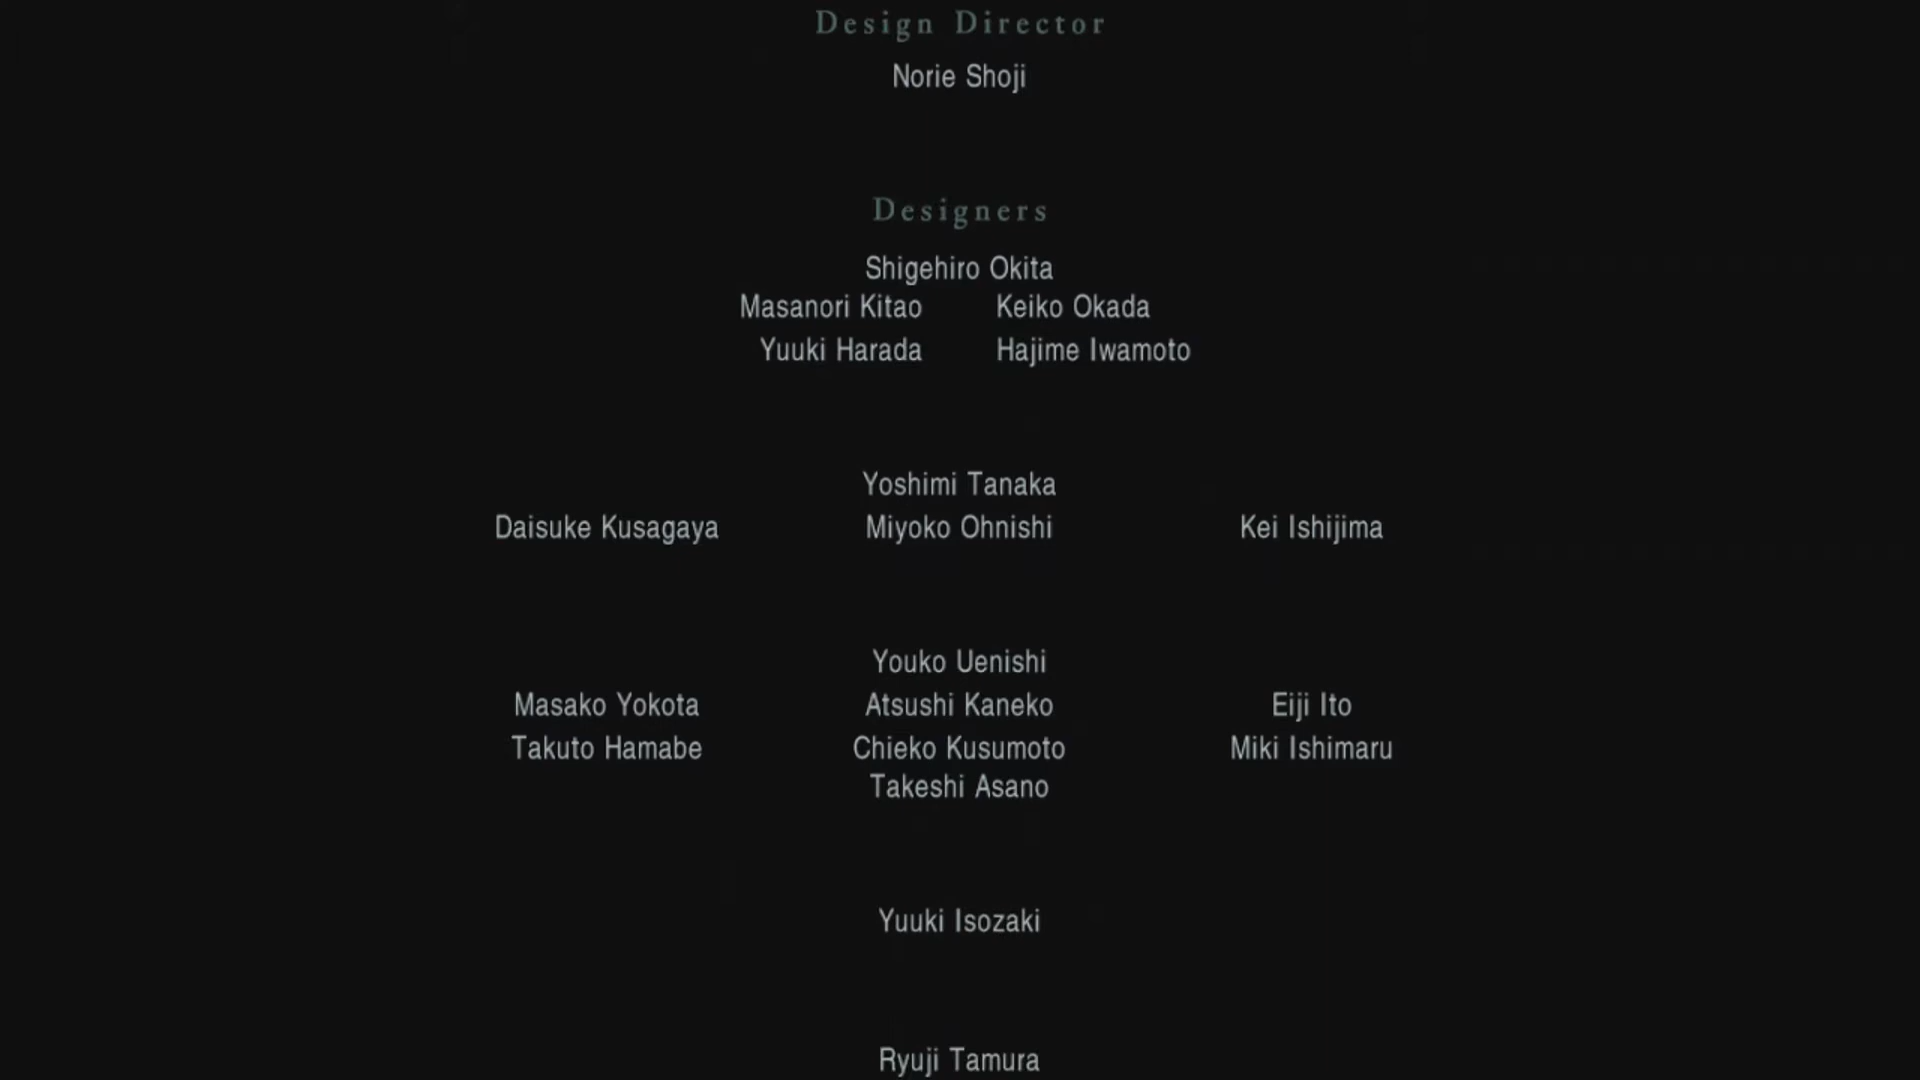 Design Director
Norie Shoji
Designers
Shigehiro Okita
Masanori Kitao Keiko Okada
Yuuki Harada Hajime Iwamoto
Yoshimi Tanaka
Daisuke Kusagaya Miyoko Ohnishi Kei Ishijima
Youko Uenishi
Masako Yokota Atsushi Kaneko Eiji Ito
Takuto Hamabe Chieko Kusumoto Miki Ishimaru
Takeshi Asano
Yuuki Isozaki
Ryuji Tamura